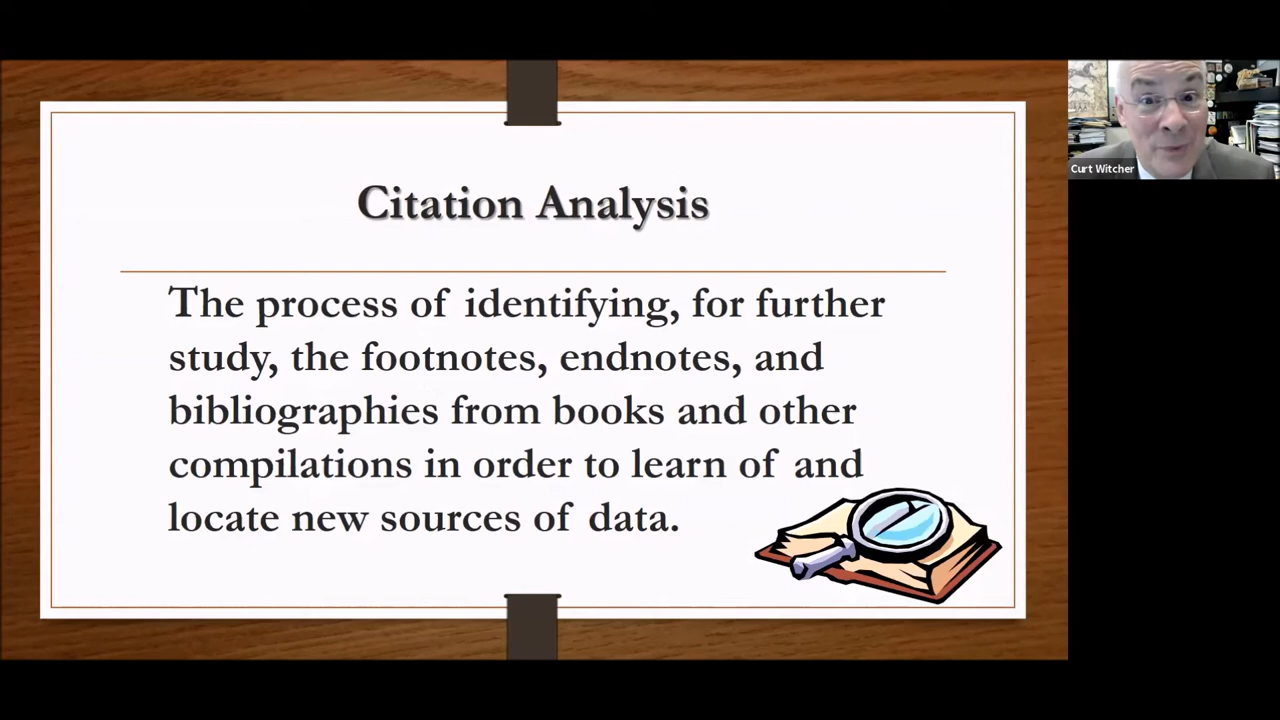 Citation Analysis
The process of identifying, for further
study, the footnotes, endnotes, and
bibliographies from books and other
compilations in order to learn of and
locate new sources of data.
Curt Witcher